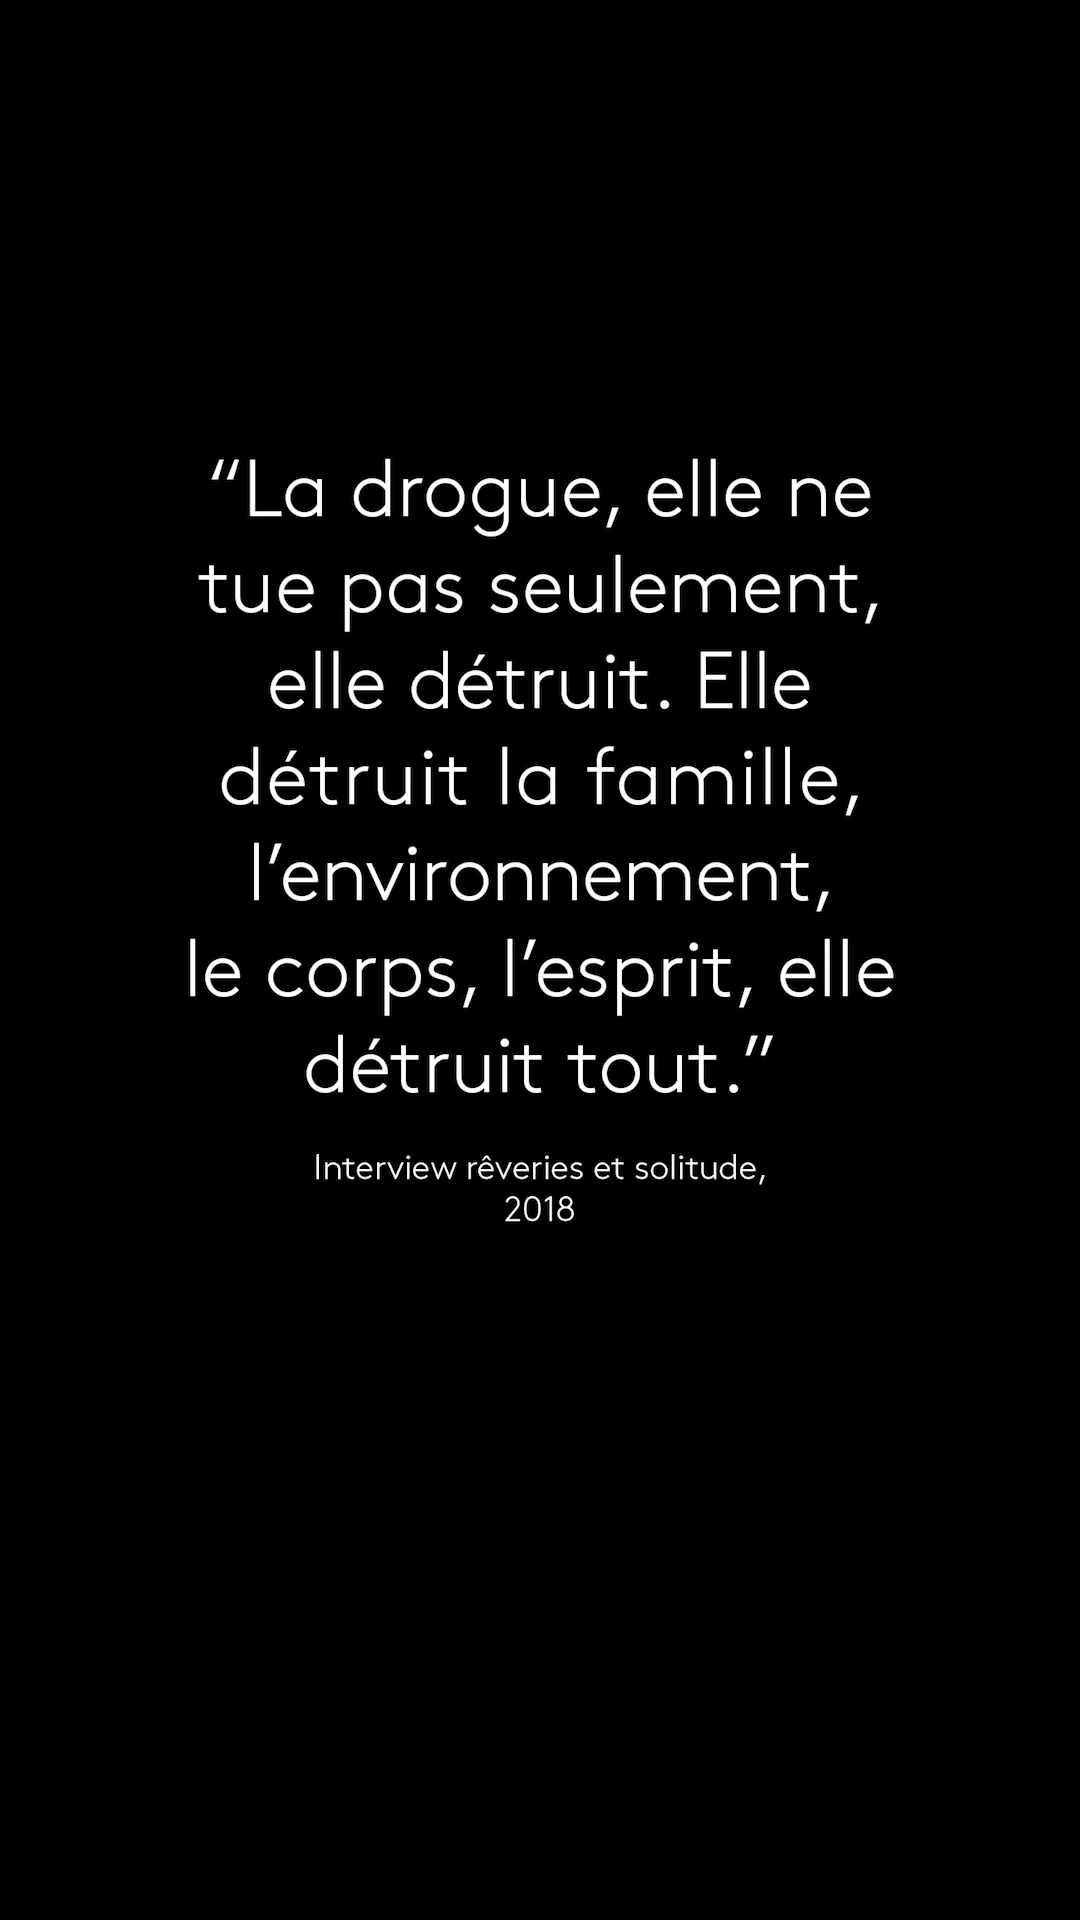 “La drogue, elle ne
tue pas seulement,
elle détruit. Elle
détruit la famille,
l’environnement,
le corps, l’esprit, elle
détruit tout.”
Interview rêveries et solitude,
2018